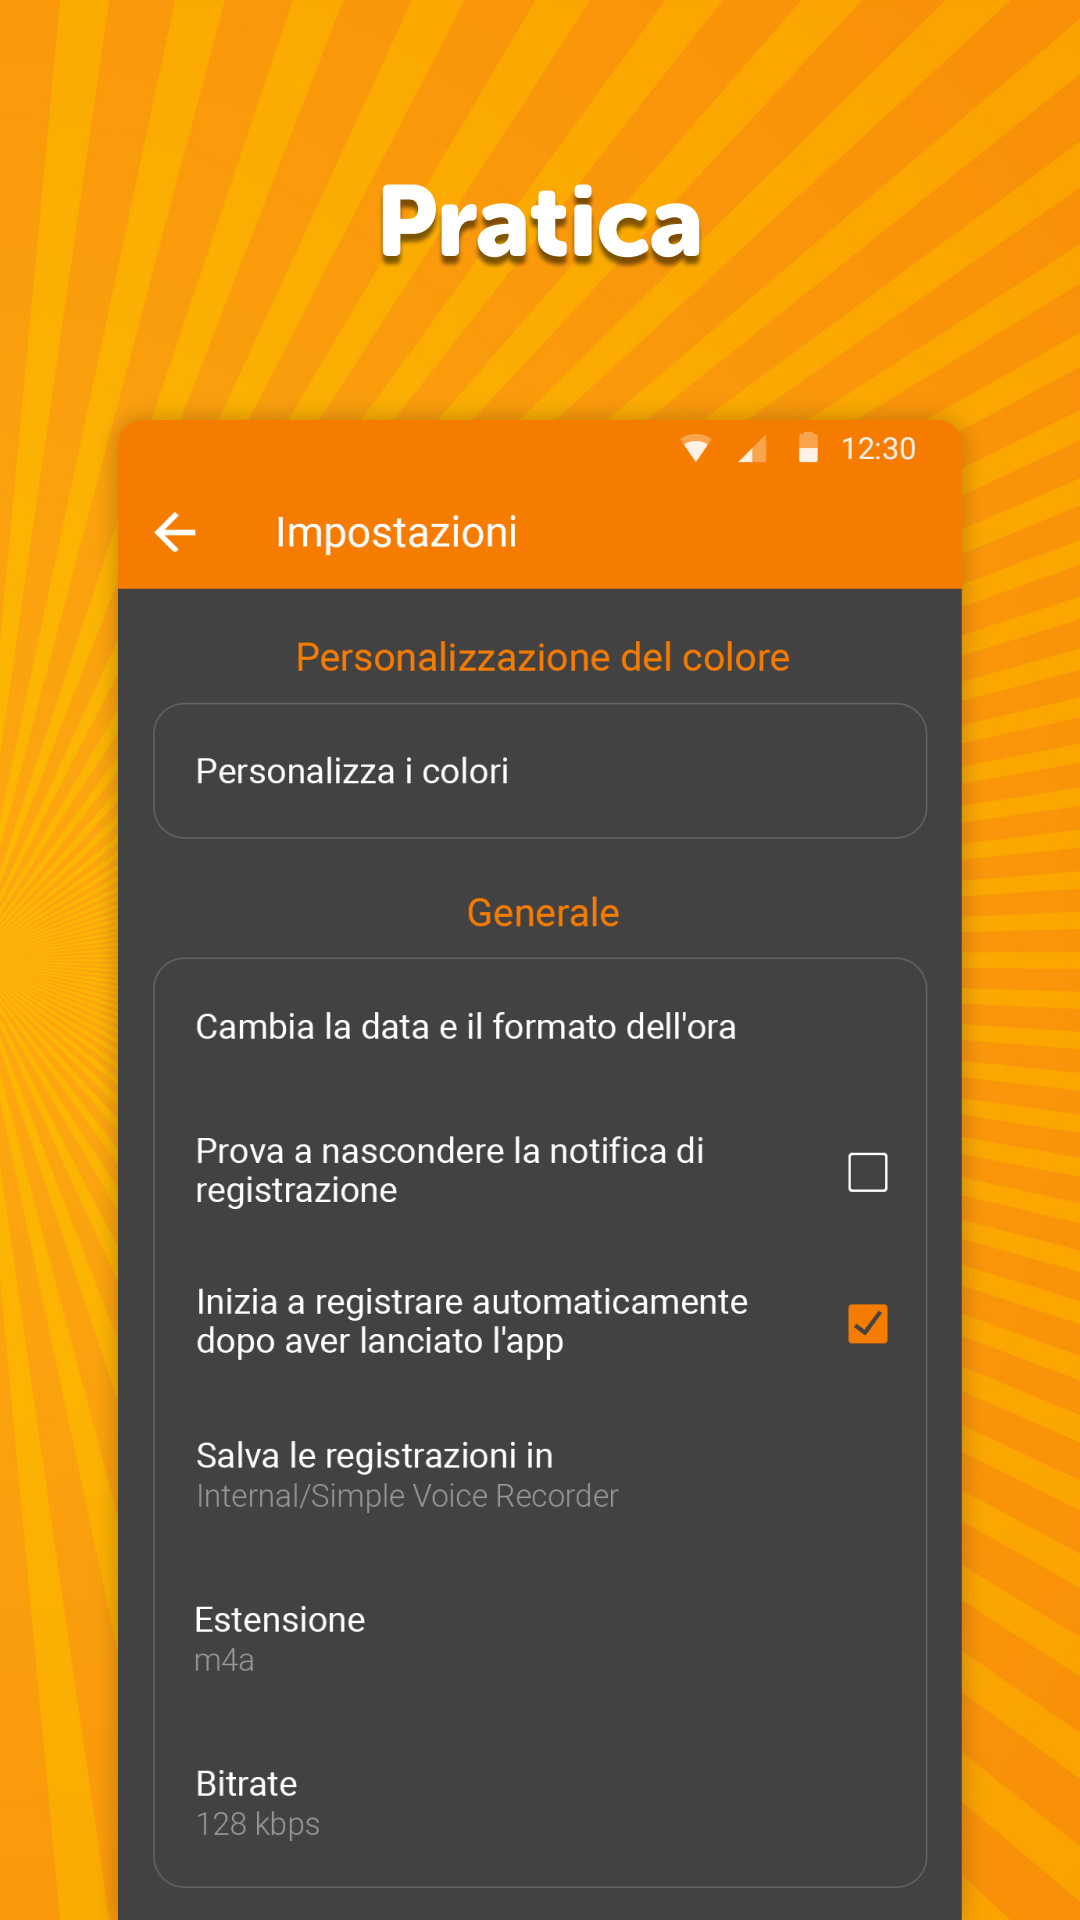 Pratica
12:30
Impostazioni
Personalizzazione del colore
Personalizza i colori
Generale
Cambia la data e il formato dell'ora
Prova a nascondere la notifica di
registrazione
Inizia a registrare automaticamente
dopo aver lanciato l'app
Salva le registrazioni in
Internal/Simple Voice Recorder
Estensione
m4a
Bitrate
128 kbps